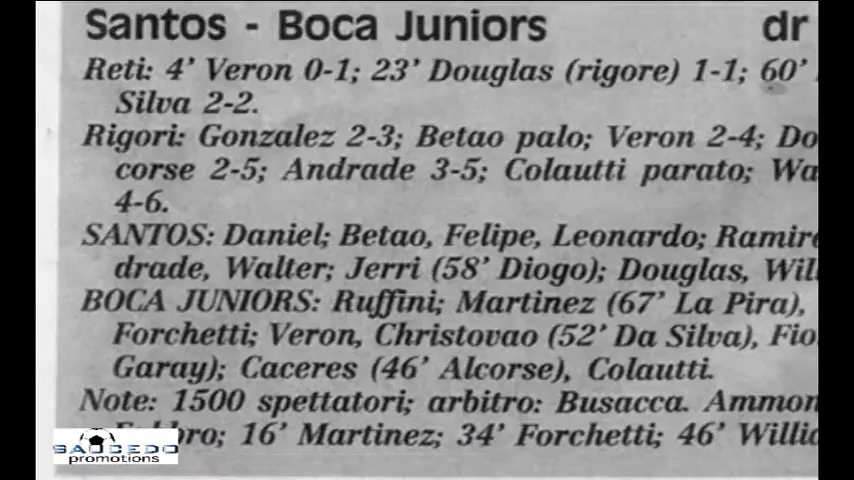 Santos - Boca Juniors dr
Reti: 4' Veron 0-1; 23' Douglas (rigore) 1-1; 60'
Silva 2-2.
Rigori: Gonzalez 2-3; Betao palo; Veron 2-4; Do
corse 2-5; Andrade 3-5; Colautti parato; Wa
4-6.
SANTOS: Daniel; Betao, Felipe, Leonardo; Ramire
drade, Walter; Jerri (58' Diogo); Douglas, Wil
BOCA JUNIORS: Ruffini; Martinez (67' La Pira),
Forchetti; Veron, Christovao (52' Da Silva), Fio
Garay); Caceres (46' Alcorse), Colautti.
Note: 1500 spettatori; arbitro: Busacca. Ammon
bro; 16' Martinez; 34' Forchetti; 46' Willia
SAUCEDO
promotions